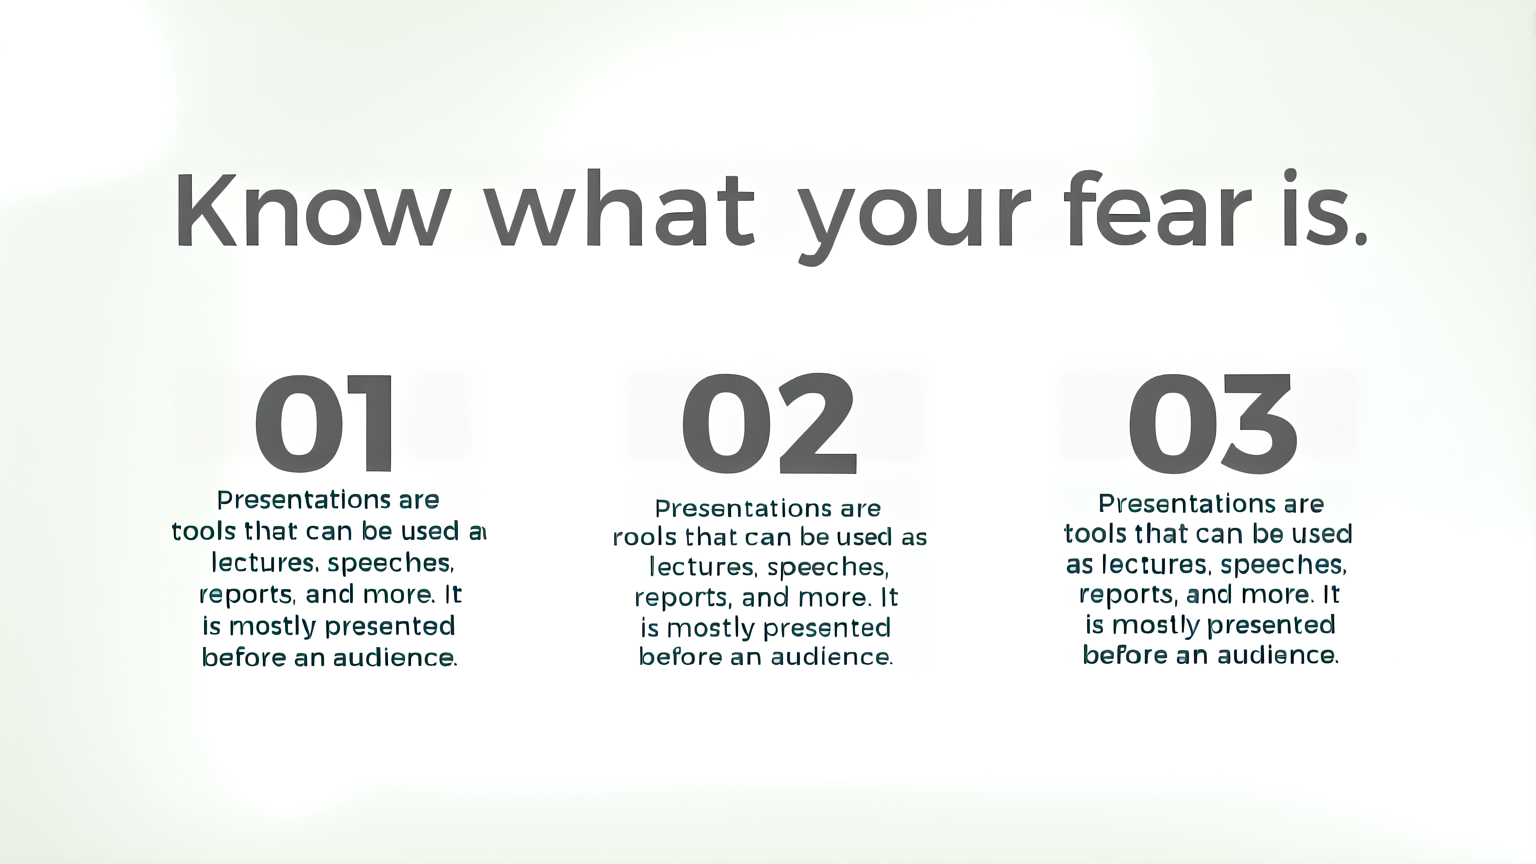 Know what your fear is.
01
Presentations are
tools that can be used
lectures, speeches,
reports, and more. It
is mostly presented
before an audience.
02
Presentations are
rools that can be used as
lectures, speeches,
reports, and more. It
is mostly presented
before an audience.
03
Presentations are
tools that can be used
as lectures, speeches,
reports, and more. It
is mostly presented
before an audience.